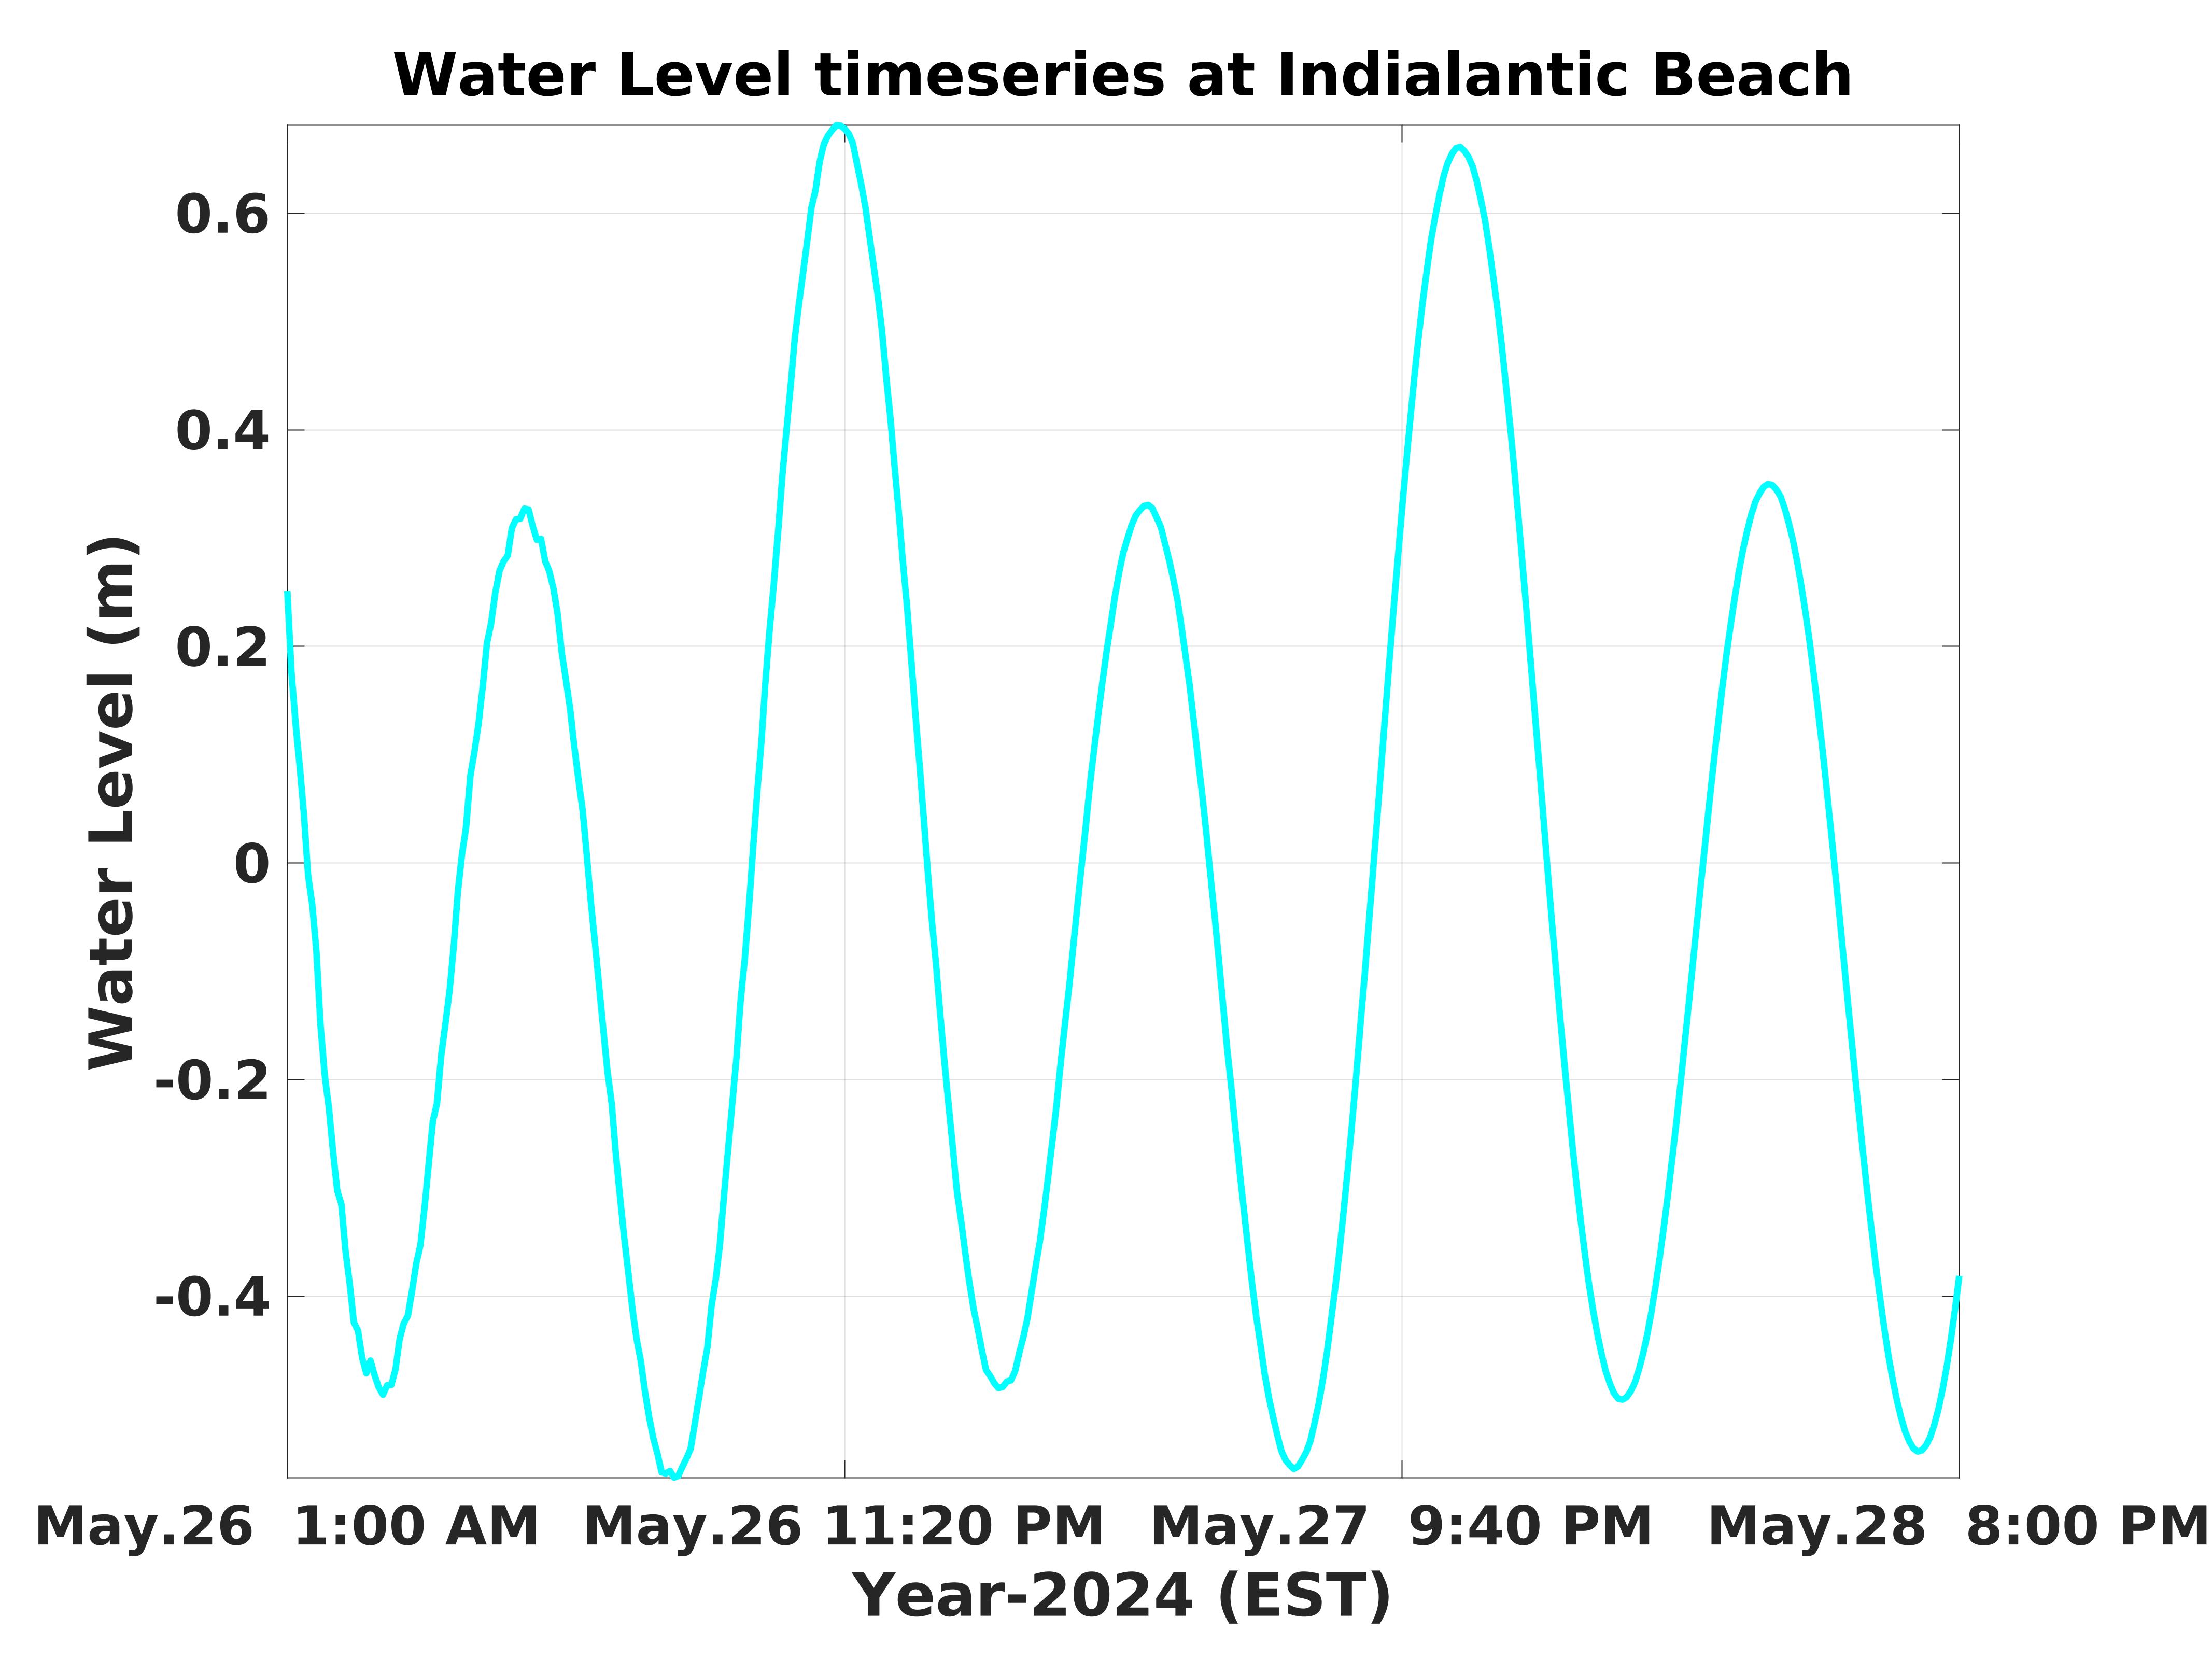 Water Level timeseries at Indialantic Beach
Water Level (m)
0.6
0.4
0.2
0
-0.2
-0.4
May.26 1:00 AM May.26 11:20 PM May.27 9:40 PM May.28 8:00 PM
Year-2024 (EST)